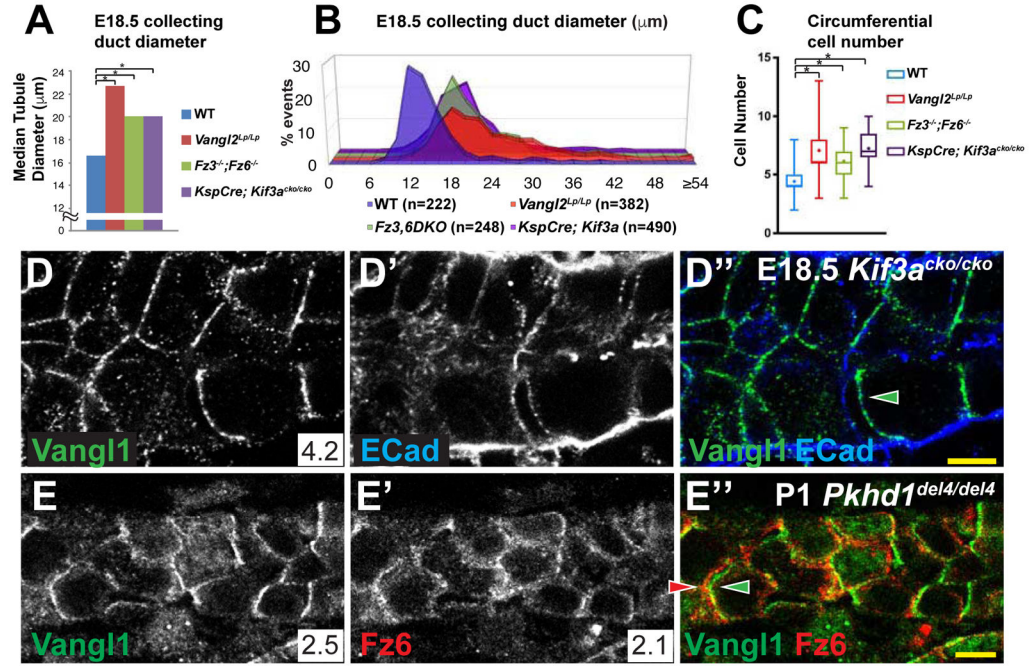 A
E18.5 collecting
duct diameter
Median Tubule
Diameter (μm)
24
22
20
18
16
14
12
0
*
*
*
WT
Vangl2Lp/Lp
Fz3-/-;Fz6-/-
KspCre; Kif3acko/cko
B
E18.5 collecting duct diameter (μm)
% events
30
20
10
0
0 6 12 18 24 30 36 42 48 ≥54
WT (n=222) Vangl2Lp/Lp (n=382)
Fz3,6DKO (n=248) KspCre; Kif3a (n=490)
C
Circumferential
cell number
Cell Number
15
10
5
0
*
*
*
WT
Vangl2Lp/Lp
Fz3-/-;Fz6-/-
KspCre; Kif3acko/cko
D
Vangl1
4.2
D’
ECad
D’’ E18.5 Kif3acko/cko
Vangl1 ECad
E
Vangl1
2.5
E’
Fz6
2.1
E’’ P1 Pkhd1del4/del4
Vangl1 Fz6